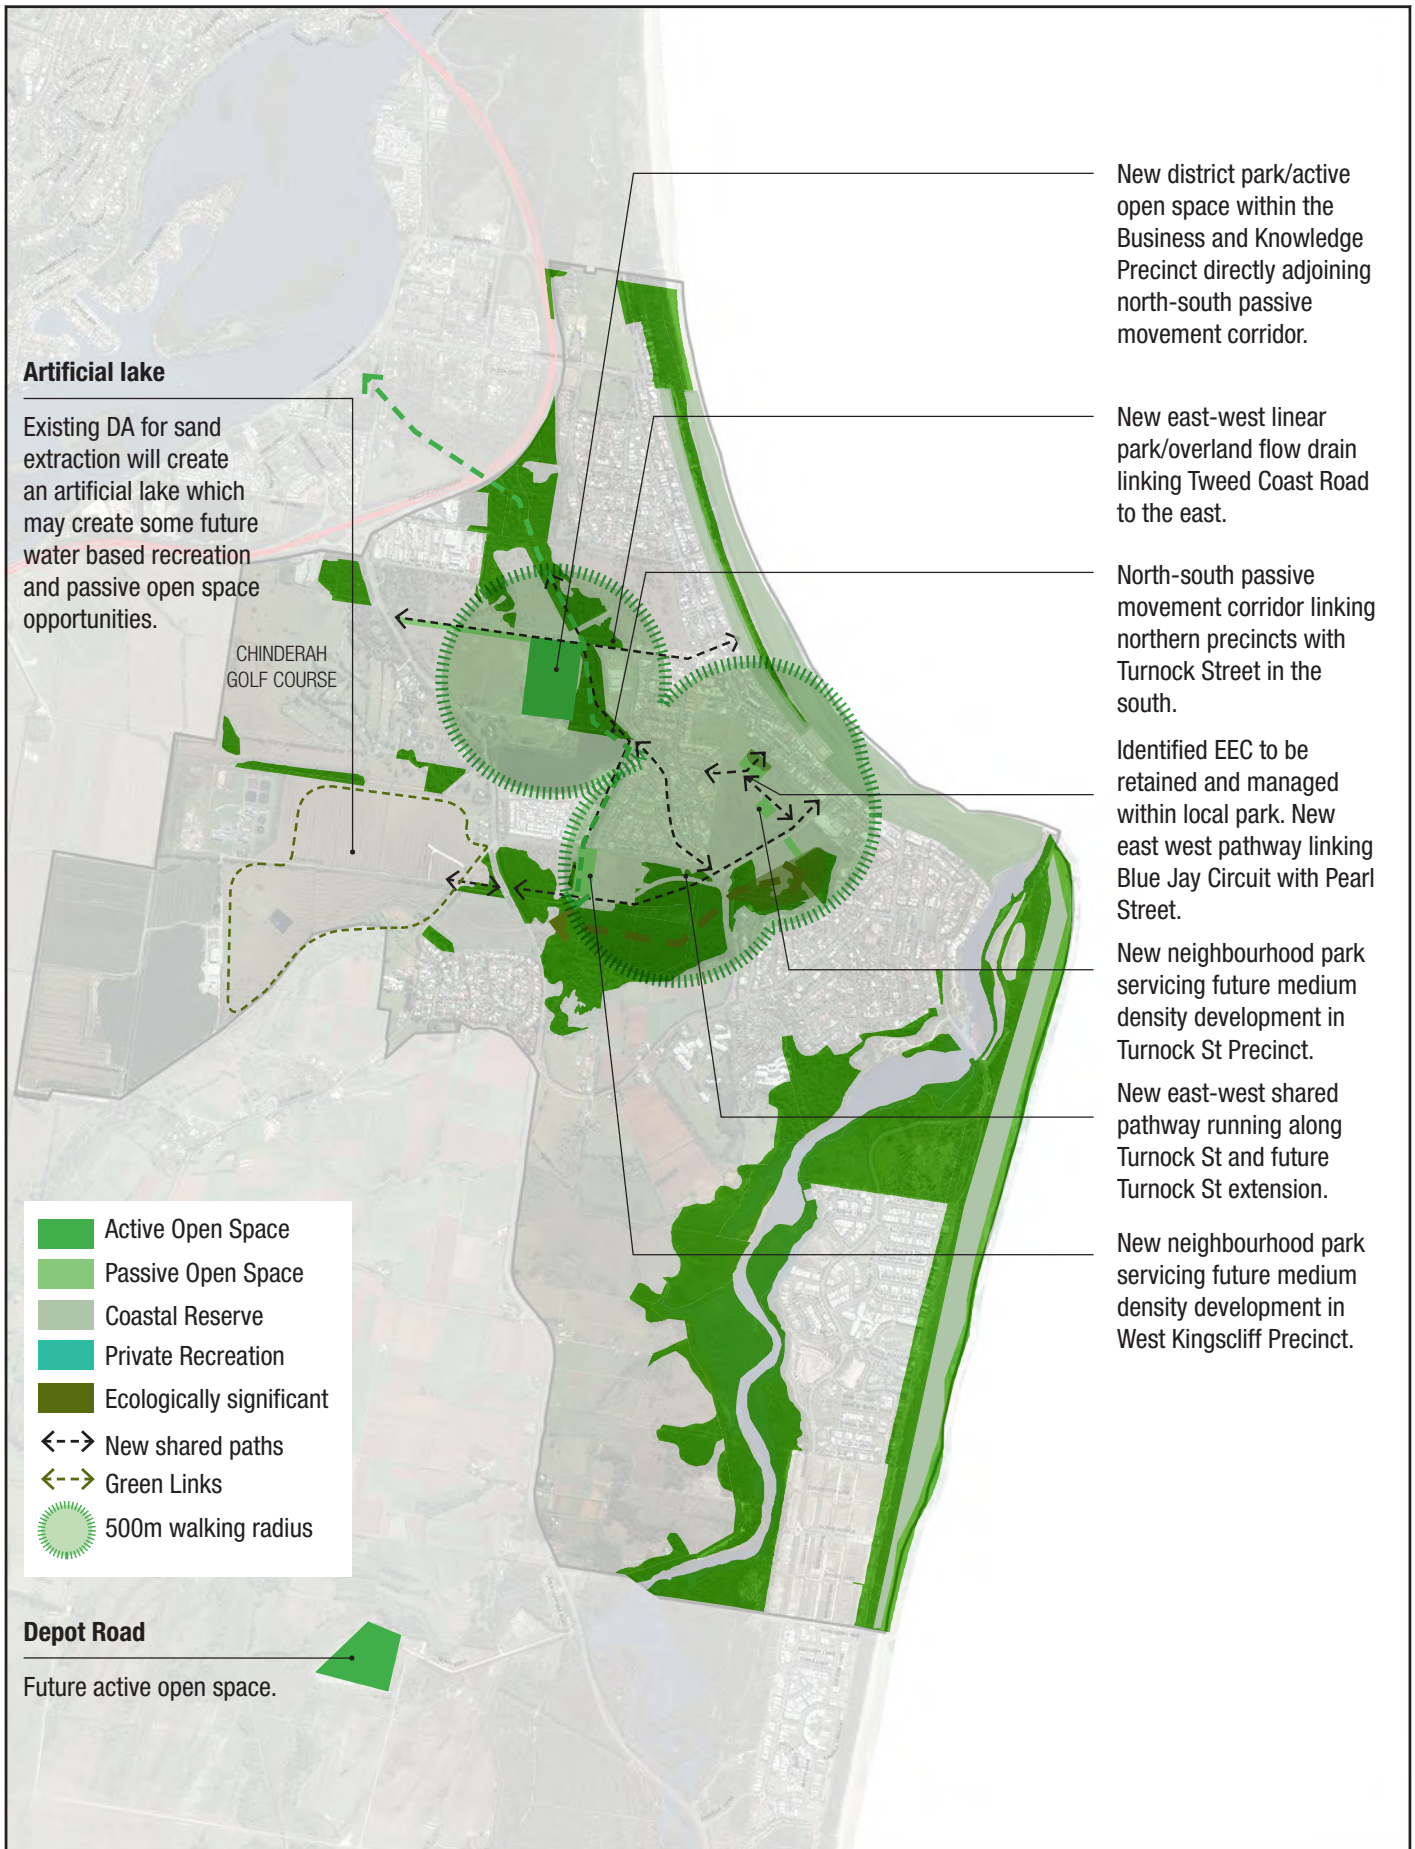 New district park/active
open space within the
Business and Knowledge
Precinct directly adjoining
north-south passive
movement corridor.
New east-west linear
park/overland flow drain
linking Tweed Coast Road
to the east.
North-south passive
movement corridor linking
northern precincts with
Turnock Street in the
south.
Identified EEC to be
retained and managed
within local park. New
east west pathway linking
Blue Jay Circuit with Pearl
Street.
New neighbourhood park
servicing future medium
density development in
Turnock St Precinct.
New east-west shared
pathway running along
Turnock St and future
Turnock St extension.
New neighbourhood park
servicing future medium
density development in
West Kingscliff Precinct.
Artificial lake
Existing DA for sand
extraction will create
an artificial lake which
may create some future
water based recreation
and passive open space
opportunities.
CHINDERAH
GOLF COURSE
Active Open Space
Passive Open Space
Coastal Reserve
Private Recreation
Ecologically significant
New shared paths
Green Links
500m walking radius
Depot Road
Future active open space.